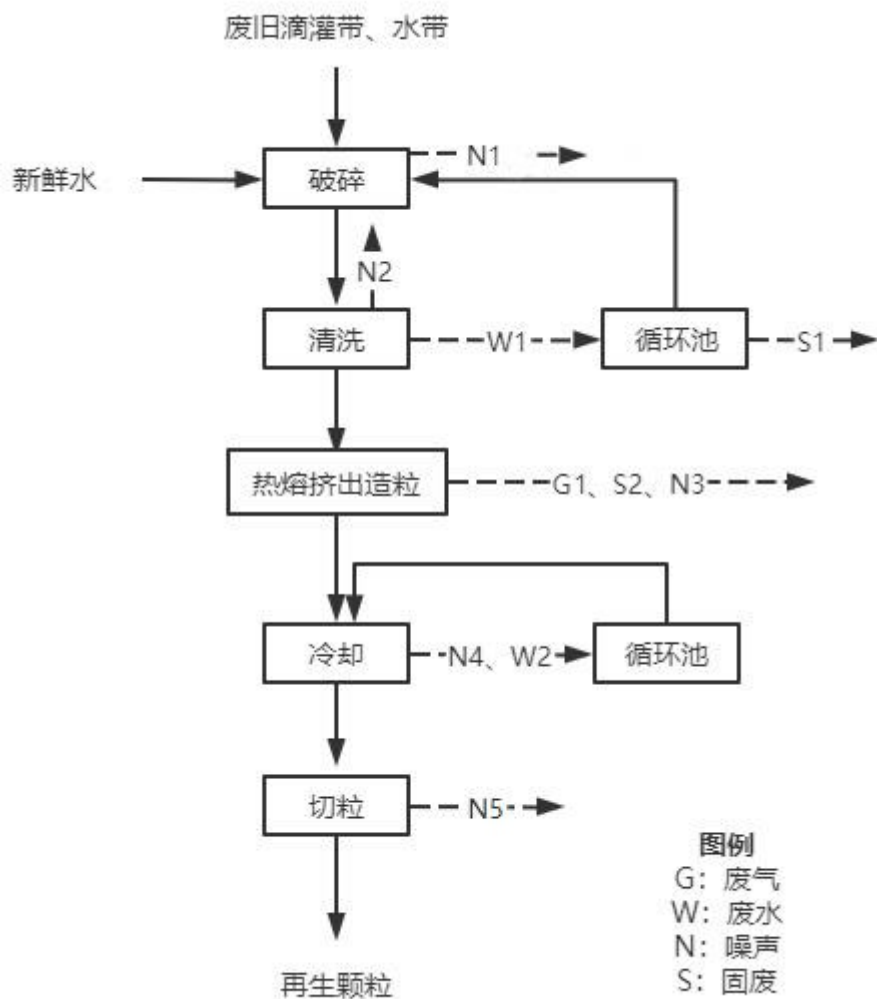 废旧滴灌带、水带
N1
新鲜水
破碎
N2
清洗
W1
循环池
S1
热熔挤出造粒
G1、S2、N3
冷却
N4、W2
循环池
切粒
N5
图例
G：废气
W：废水
N：噪声
S：固废
再生颗粒